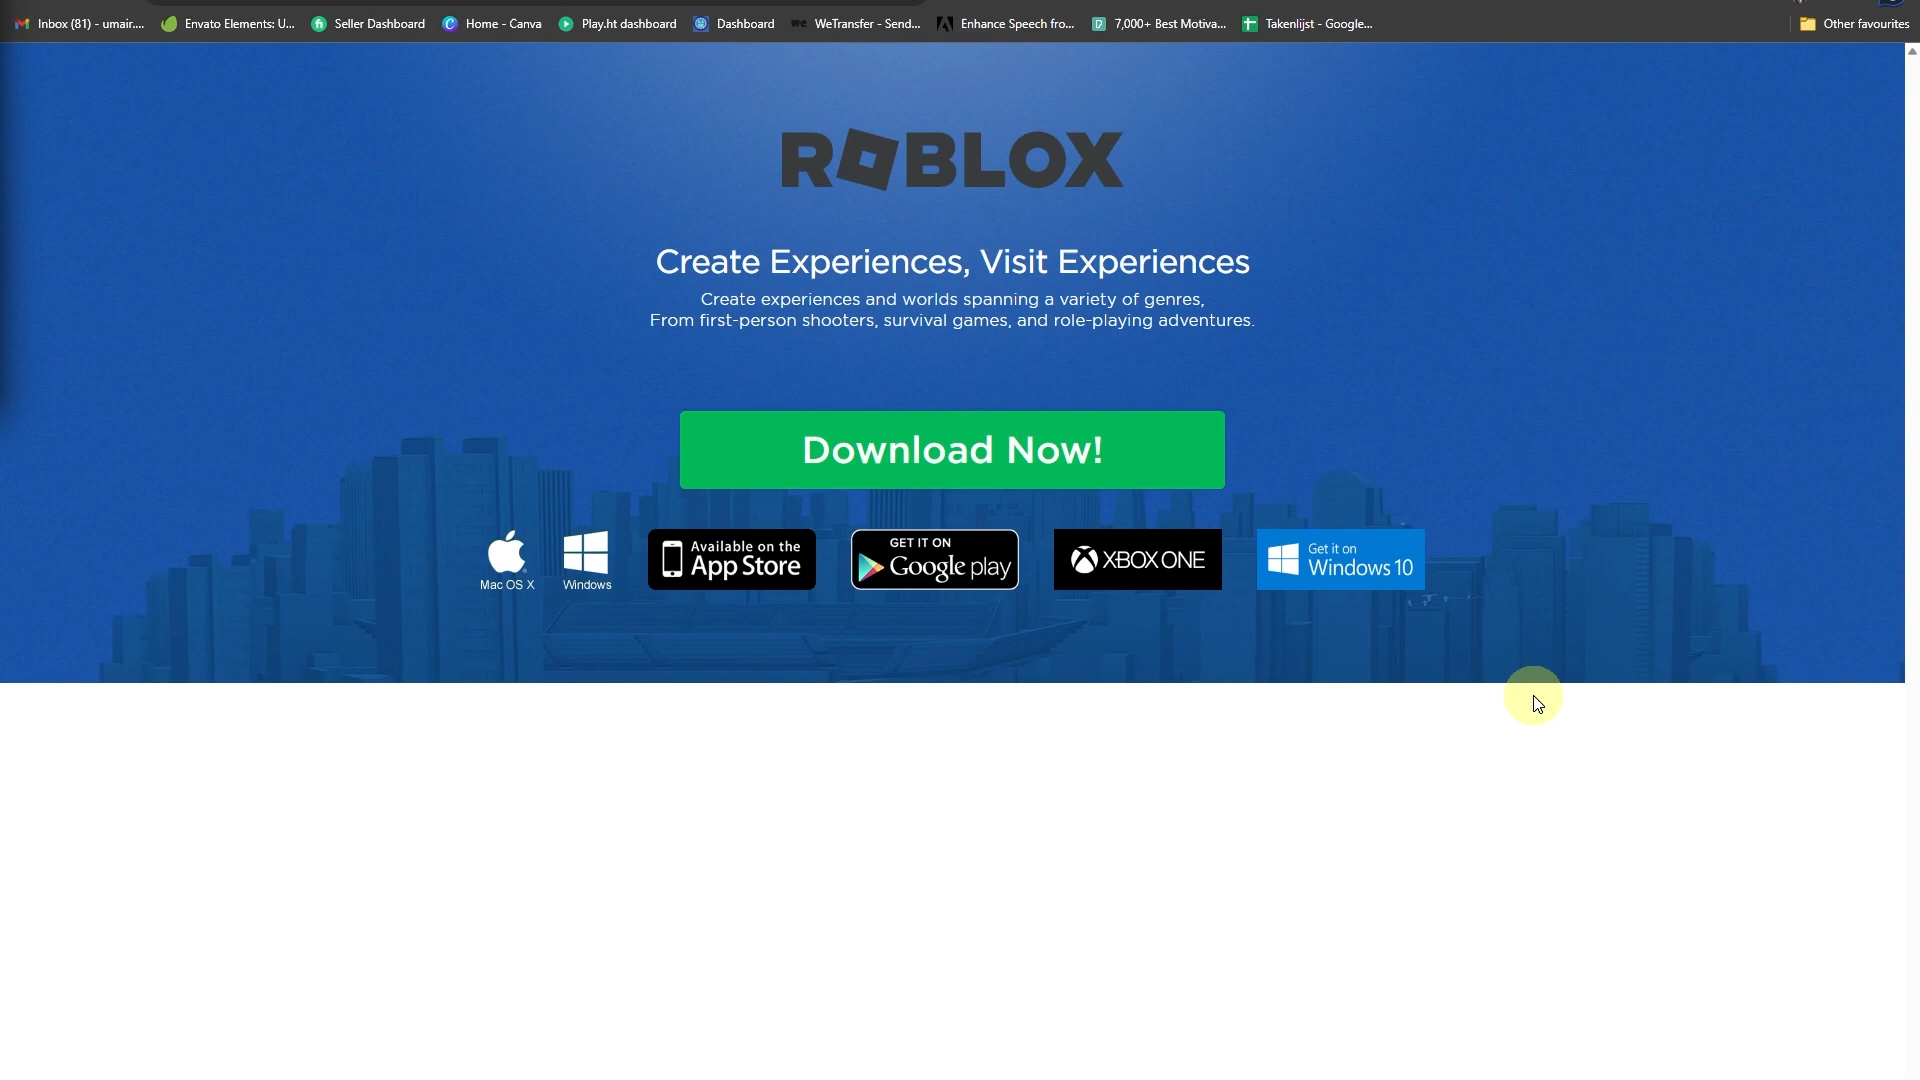 Inbox (81) - umair....
Envato Elements: U...
Seller Dashboard
Home - Canva
Play.ht dashboard
Dashboard
we WeTransfer - Send...
Enhance Speech fro...
7,000+ Best Motiva...
Takenlijst - Google...
Other favourites
ROBLOX
Create Experiences, Visit Experiences
Create experiences and worlds spanning a variety of genres,
From first-person shooters, survival games, and role-playing adventures.
Download Now!
Mac OS X
Windows
Available on the
App Store
GET IT ON
Google play
XBOX ONE
Get it on
Windows 10